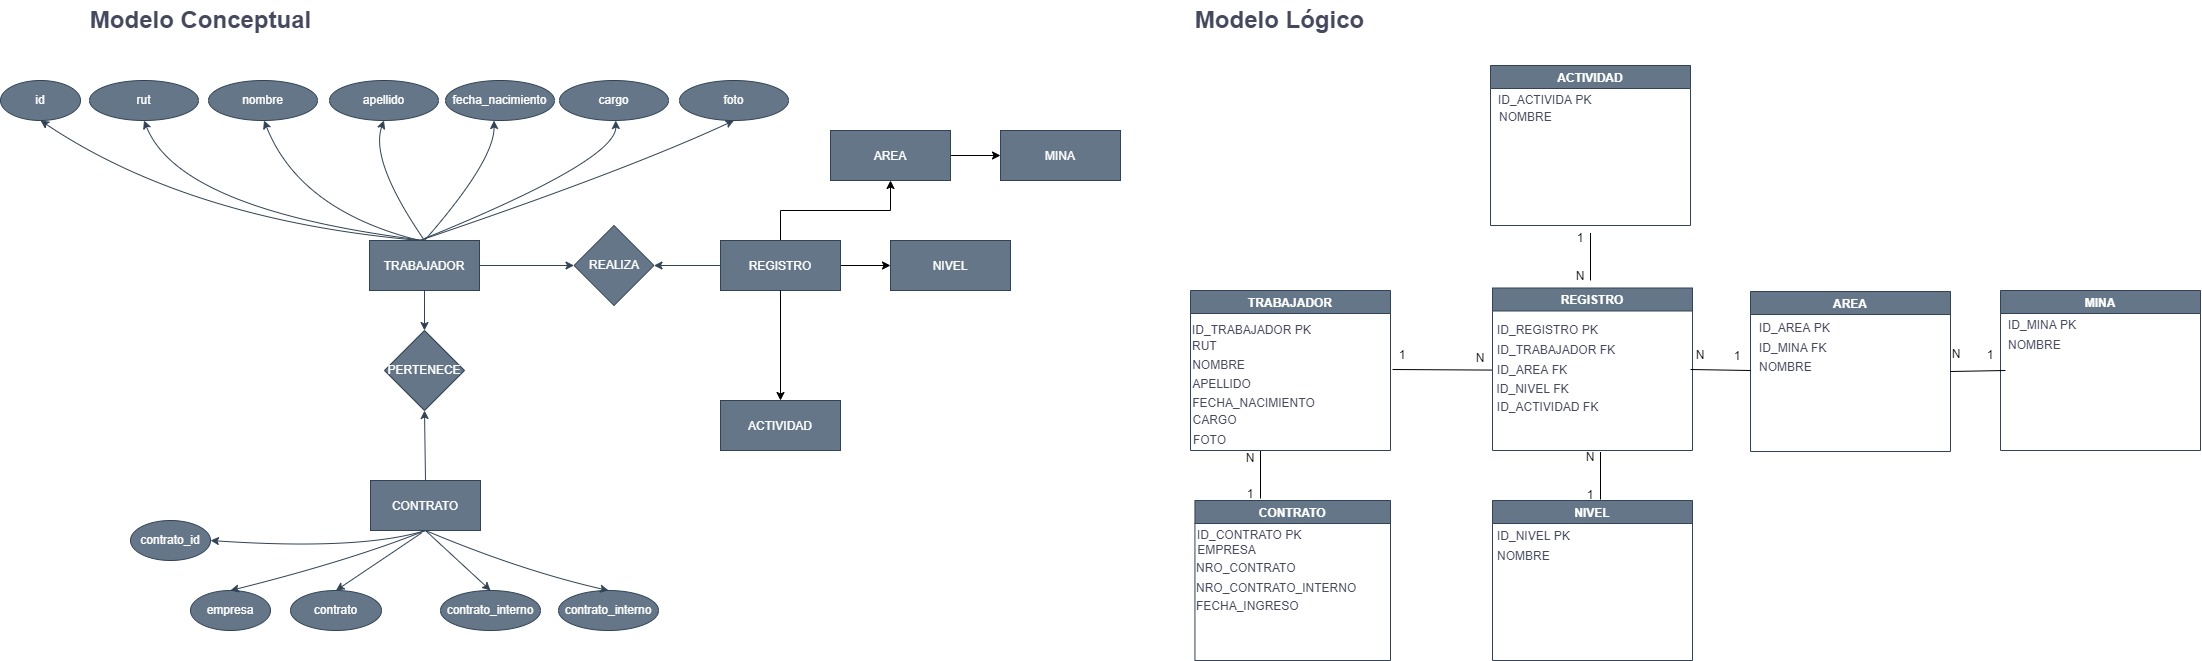 Modelo Conceptual
id
rut
nombre
apellido
fecha_nacimiento
cargo
foto
AREA
MINA
TRABAJADOR
REALIZA
REGISTRO
NIVEL
PERTENECE
ACTIVIDAD
CONTRATO
contrato_id
empresa
contrato
contrato_interno
contrato_interno
Modelo Lógico
ACTIVIDAD
ID_ACTIVIDA PK
NOMBRE
1
N
TRABAJADOR
ID_TRABAJADOR PK
RUT
NOMBRE
APELLIDO
FECHA_NACIMIENTO
CARGO
FOTO
1
N
REGISTRO
ID_REGISTRO PK
ID_TRABAJADOR FK
ID_AREA FK
ID_NIVEL FK
ID_ACTIVIDAD FK
N
1
AREA
ID_AREA PK
ID_MINA FK
NOMBRE
N
1
MINA
ID_MINA PK
NOMBRE
N
1
CONTRATO
ID_CONTRATO PK
EMPRESA
NRO_CONTRATO
NRO_CONTRATO_INTERNO
FECHA_INGRESO
N
1
NIVEL
ID_NIVEL PK
NOMBRE